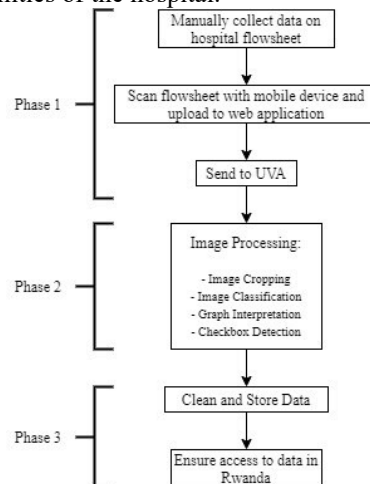 Manually collect data on
hospital flowsheet
Phase 1
Scan flowsheet with mobile device and
upload to web application
Send to UVA
Image Processing:
Phase 2
- Image Cropping
- Image Classification
- Graph Interpretation
- Checkbox Detection
Clean and Store Data
Phase 3
Ensure access to data in
Rwanda